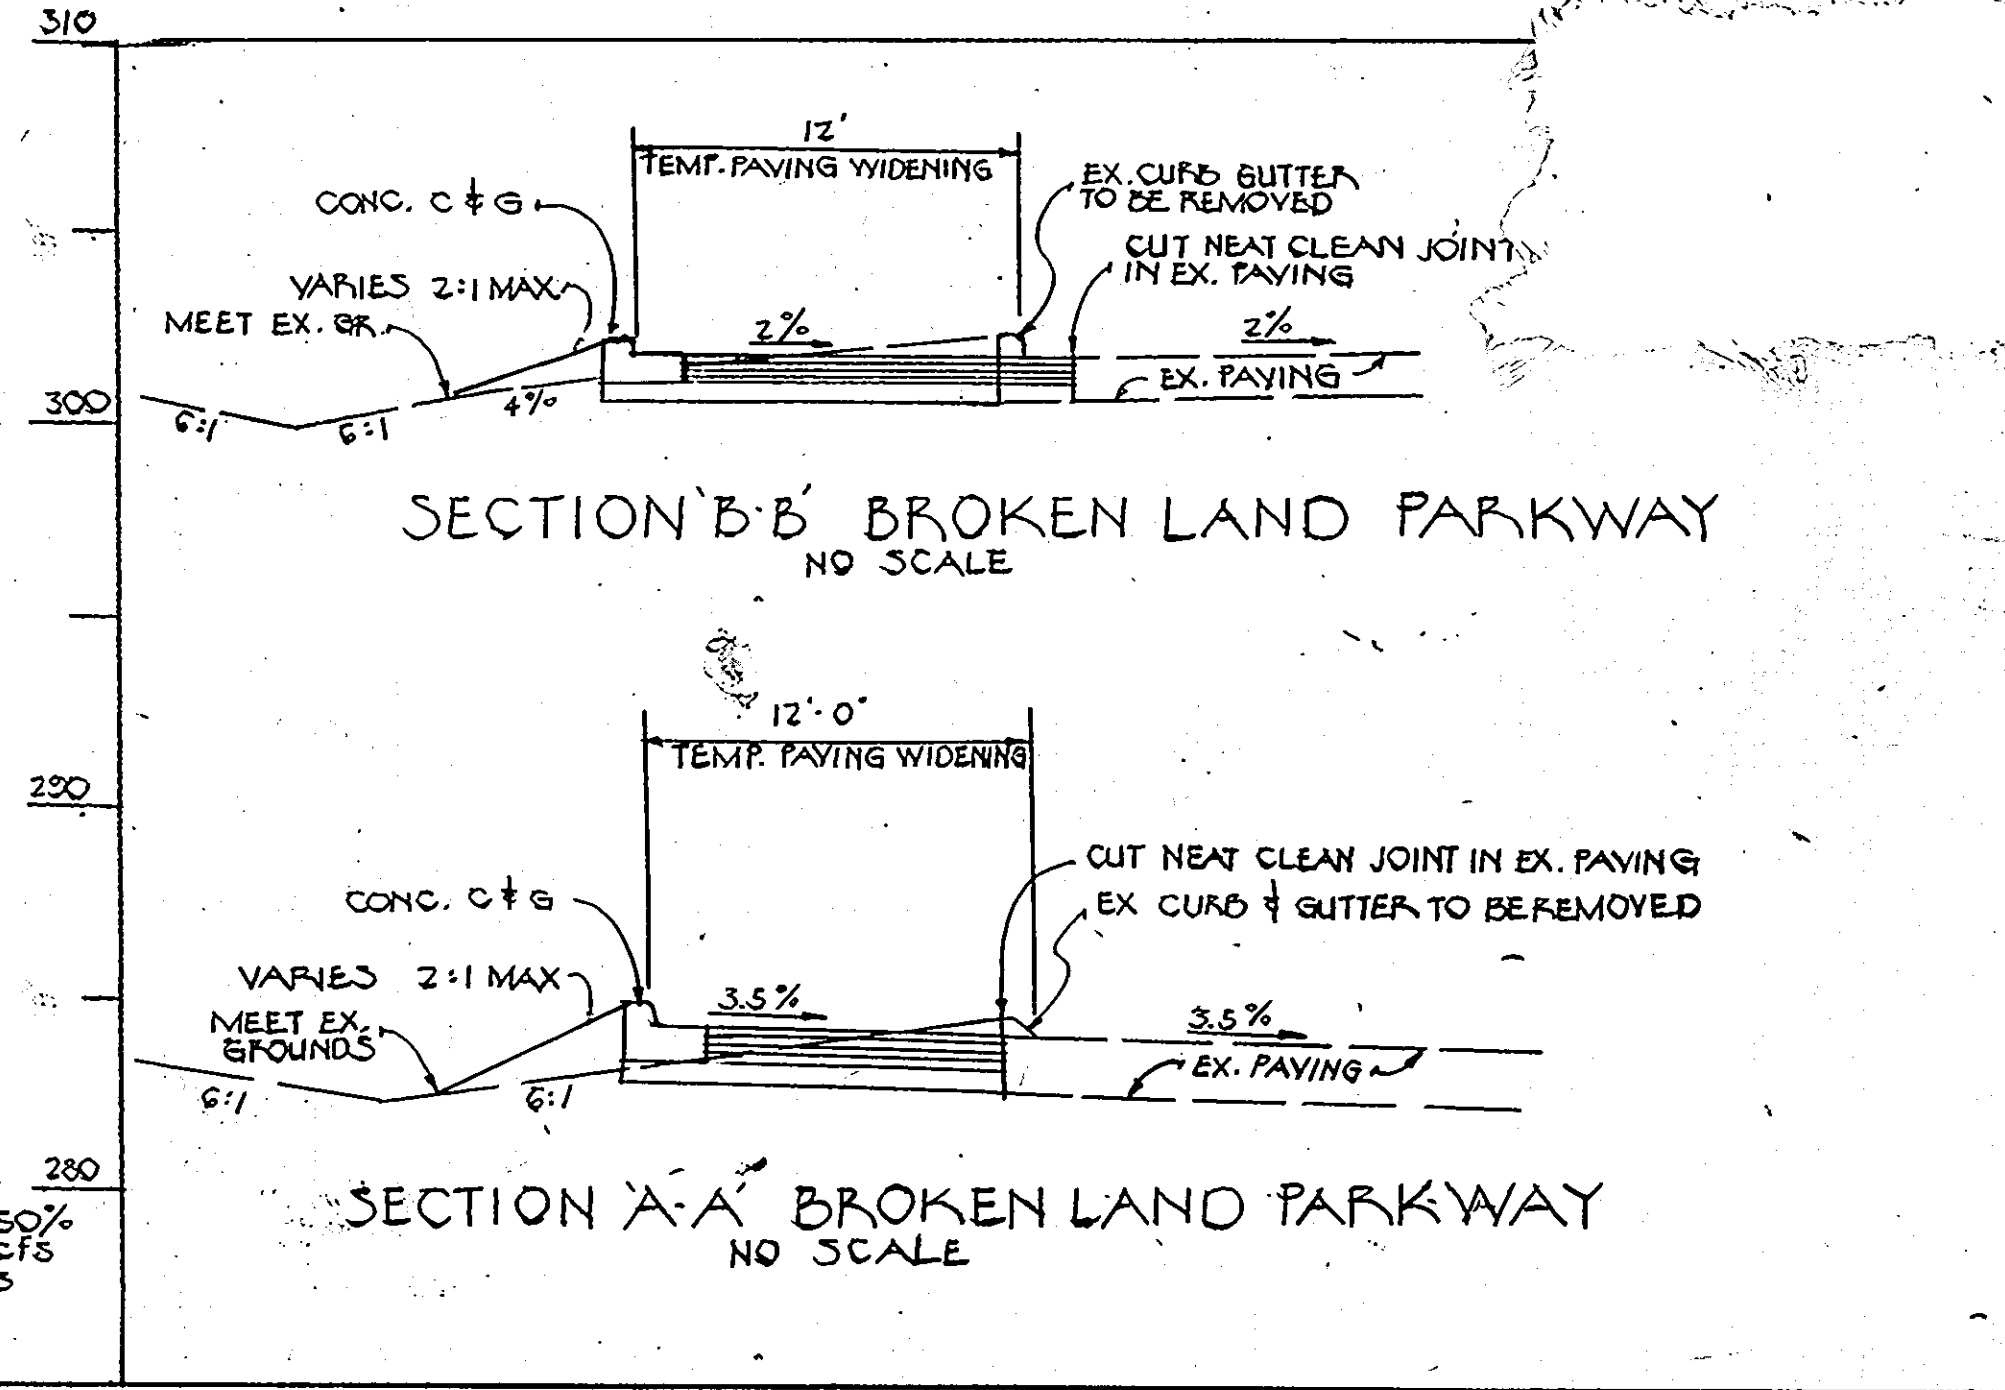 310
12'
TEMP. PAVING WIDENING
CONC. C & G
EX. CURB GUTTER
TO BE REMOVED
CUT NEAT CLEAN JOINT
IN EX. PAVING
VARIES 2:1 MAX.
MEET EX. GR.
2%
2%
EX. PAVING
300
6:1
6:1
4%
SECTION 'B-B' BROKEN LAND PARKWAY
NO SCALE
12'-0"
TEMP. PAVING WIDENING
290
CUT NEAT CLEAN JOINT IN EX. PAVING
CONC. C & G
EX CURB & GUTTER TO BE REMOVED
VARIES 2:1 MAX
MEET EX.
GROUNDS
3.5%
3.5%
EX. PAVING
6:1
6:1
280
SECTION 'A-A' BROKEN LAND PARKWAY
NO SCALE
50%
CFS